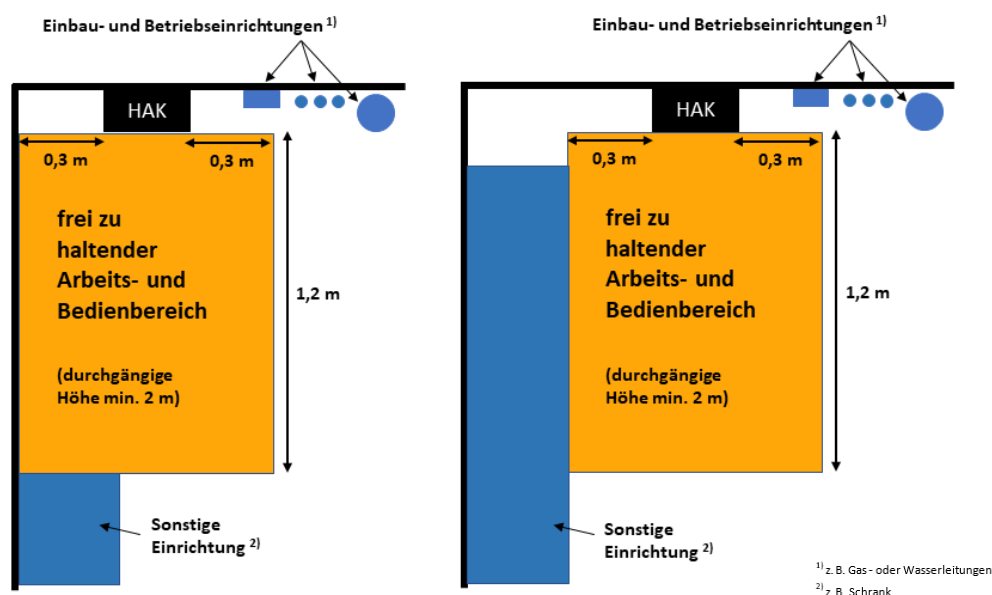 Einbau- und Betriebseinrichtungen 1)
HAK
0,3 m
0,3 m
frei zu
haltender
Arbeits- und
Bedienbereich
(durchgängige
Höhe min. 2 m)
1,2 m
Sonstige
Einrichtung 2)
Einbau- und Betriebseinrichtungen 1)
HAK
0,3 m
0,3 m
frei zu
haltender
Arbeits- und
Bedienbereich
(durchgängige
Höhe min. 2 m)
1,2 m
Sonstige
Einrichtung 2)
1) z. B. Gas- oder Wasserleitungen
2) z. B. Schrank